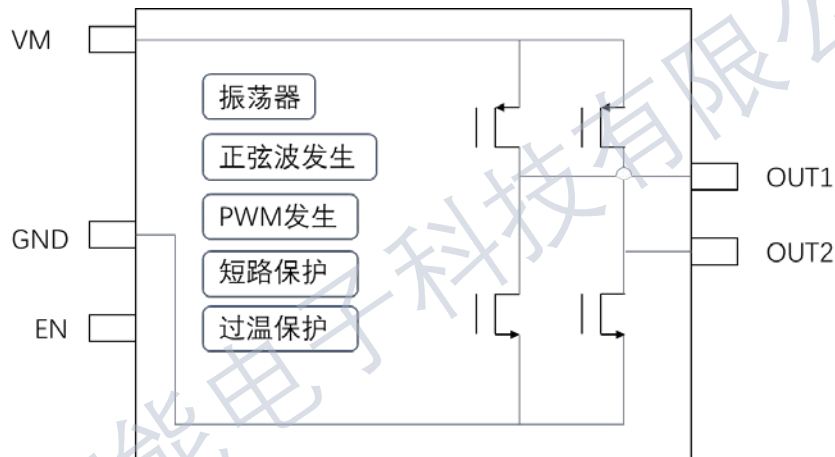 VM
振荡器
正弦波发生
OUT1
PWM发生
GND
OUT2
短路保护
EN
过温保护
能电子科技有限公